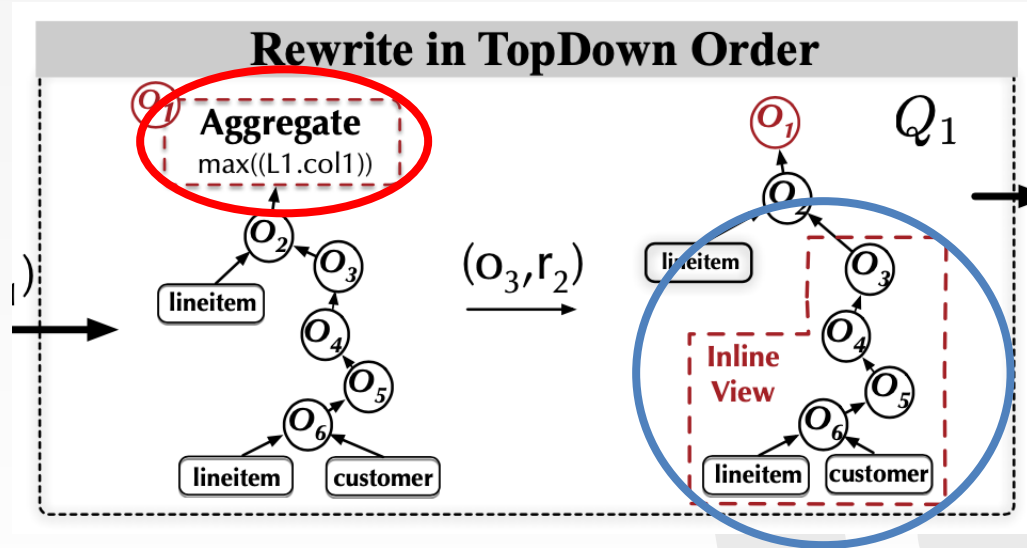 Rewrite in TopDown Order
O1
Aggregate
max((L1.col1))
O2
O3
lineitem
O4
O5
O6
lineitem
customer
)
(o3,r2)
O1
Q1
O2
lineitem
O3
O4
Inline
View
O5
O6
lineitem
customer